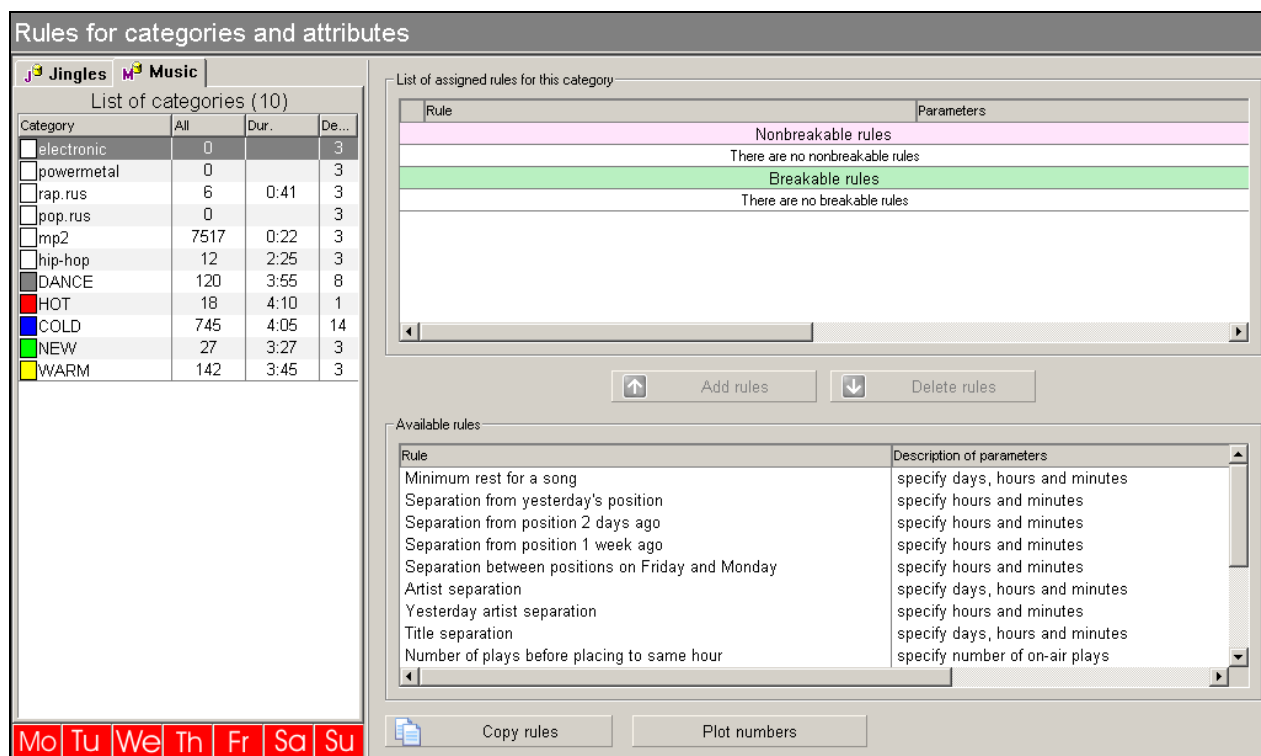 Rules for categories and attributes
J Jingles M Music
List of categories (10)
Category All Dur. De...
electronic 0 3
powermetal 0 3
rap.rus 6 0:41 3
pop.rus 0 3
mp2 7517 0:22 3
hip-hop 12 2:25 3
DANCE 120 3:55 8
HOT 18 4:10 1
COLD 745 4:05 14
NEW 27 3:27 3
WARM 142 3:45 3
Mo Tu We Th Fr Sa Su
List of assigned rules for this category
Rule Parameters
Nonbreakable rules
There are no nonbreakable rules
Breakable rules
There are no breakable rules
Add rules Delete rules
Available rules
Rule Description of parameters
Minimum rest for a song specify days, hours and minutes
Separation from yesterday's position specify hours and minutes
Separation from position 2 days ago specify hours and minutes
Separation from position 1 week ago specify hours and minutes
Separation between positions on Friday and Monday specify hours and minutes
Artist separation specify days, hours and minutes
Yesterday artist separation specify hours and minutes
Title separation specify days, hours and minutes
Number of plays before placing to same hour specify number of on-air plays
Copy rules Plot numbers